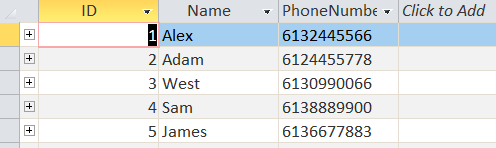 ID Name PhoneNumbe Click to Add
1 Alex 6132445566
2 Adam 6124455778
3 West 6130990066
4 Sam 6138889900
5 James 6136677883